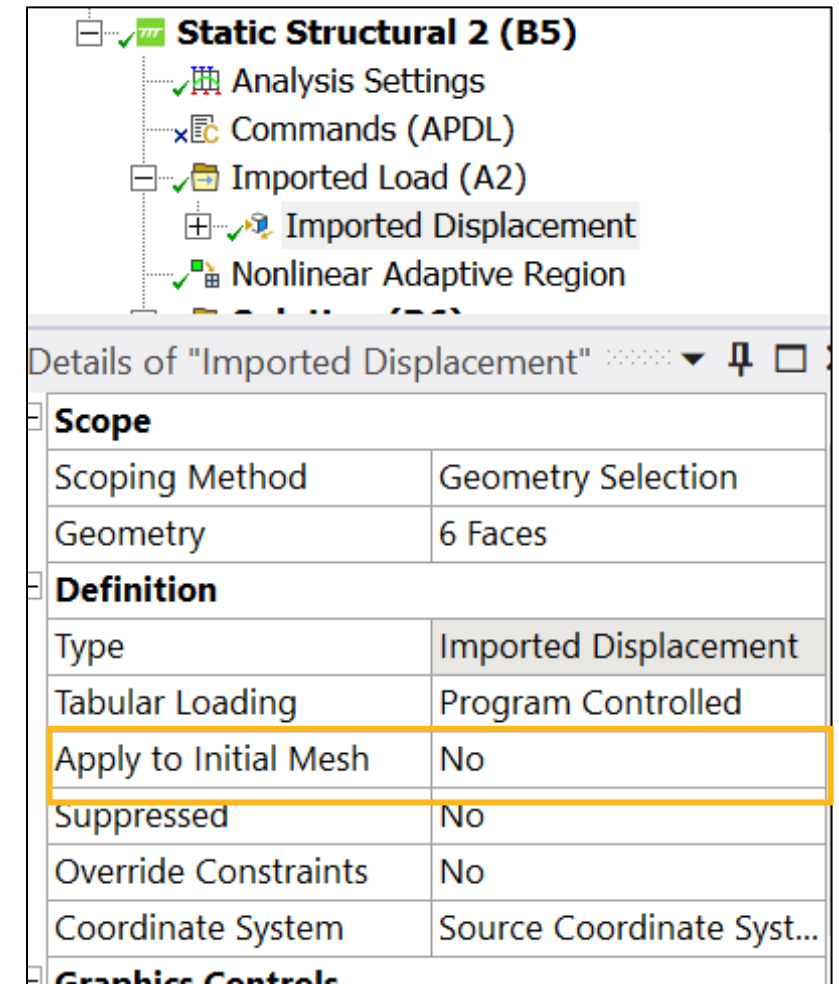 Static Structural 2 (B5)
Analysis Settings
Commands (APDL)
Imported Load (A2)
Imported Displacement
Nonlinear Adaptive Region
Details of "Imported Displacement"
Scope
Scoping Method Geometry Selection
Geometry 6 Faces
Definition
Type Imported Displacement
Tabular Loading Program Controlled
Apply to Initial Mesh No
Suppressed No
Override Constraints No
Coordinate System Source Coordinate Syst...
Graphics Controls